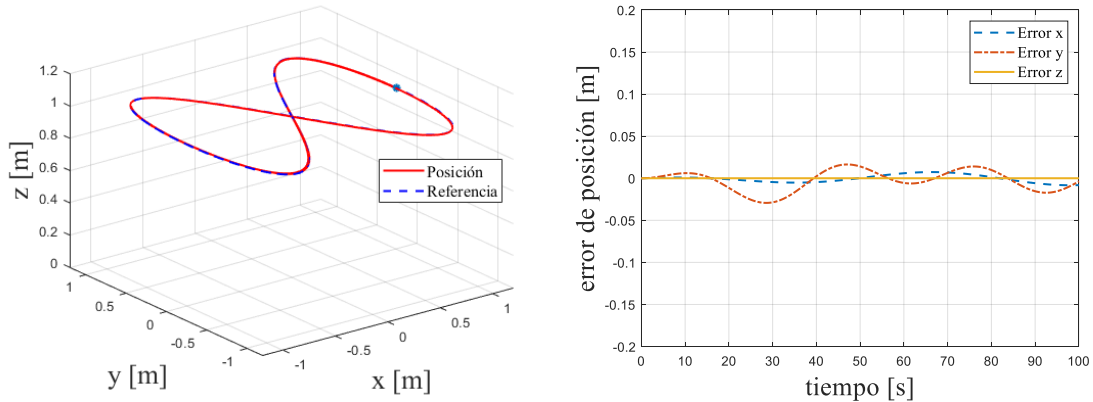 1.2
1
0.8
0.6
0.4
0.2
0
z [m]
1
0.5
0
-0.5
-1
y [m]
-1
-0.5
0
0.5
1
x [m]
Posición
Referencia
0.2
0.15
0.1
0.05
0
-0.05
-0.1
-0.15
-0.2
error de posición [m]
0 10 20 30 40 50 60 70 80 90 100
tiempo [s]
Error x
Error y
Error z